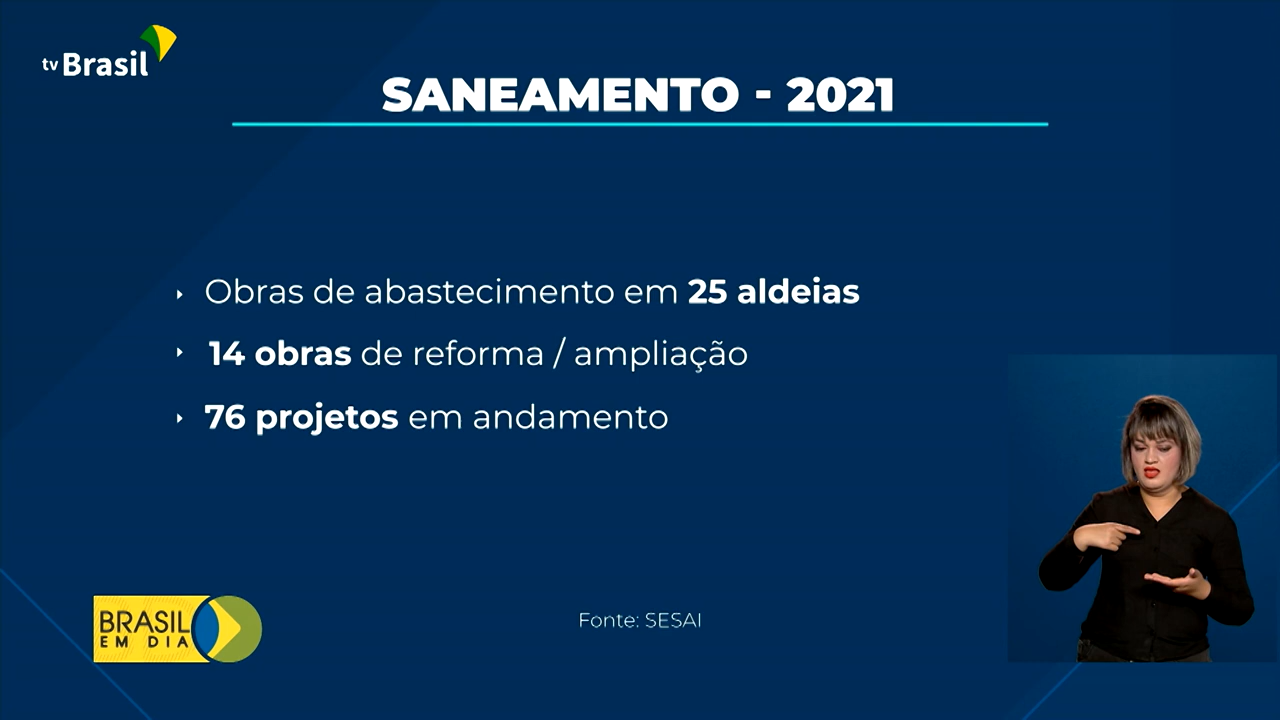 tv Brasil
SANEAMENTO - 2021
Obras de abastecimento em 25 aldeias
14 obras de reforma / ampliação
76 projetos em andamento
BRASIL
EM DIA
Fonte: SESAI